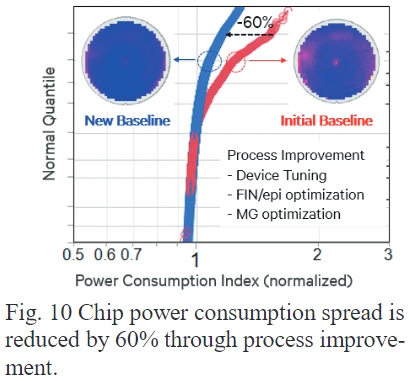 -60%
New Baseline
Initial Baseline
Normal Quantile
Process Improvement
- Device Tuning
- FIN/epi optimization
- MG optimization
0.5 0.6 0.7 1 2 3
Power Consumption Index (normalized)
Fig. 10 Chip power consumption spread is
reduced by 60% through process improve-
ment.